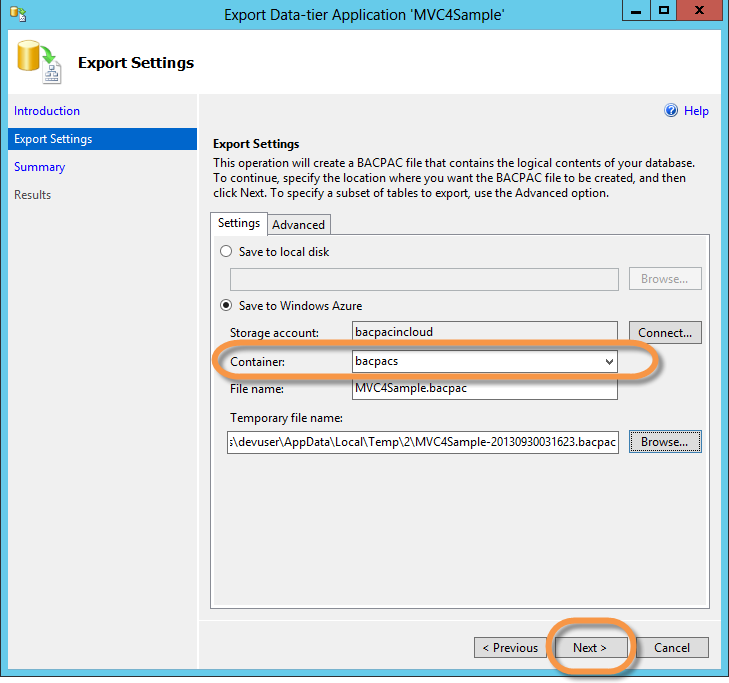 Export Data-tier Application 'MVC4Sample'
Export Settings
Introduction
Export Settings
Summary
Results
Help
Export Settings
This operation will create a BACPAC file that contains the logical contents of your database.
To continue, specify the location where you want the BACPAC file to be created, and then
click Next. To specify a subset of tables to export, use the Advanced option.
Settings
Advanced
Save to local disk
Browse...
Save to Windows Azure
Storage account:
bacpacincloud
Connect...
Container:
bacpacs
File name:
MVC4Sample.bacpac
Temporary file name:
s\devuser\AppData\Local\Temp\2\MVC4Sample-20130930031623.bacpac
Browse...
< Previous
Next >
Cancel